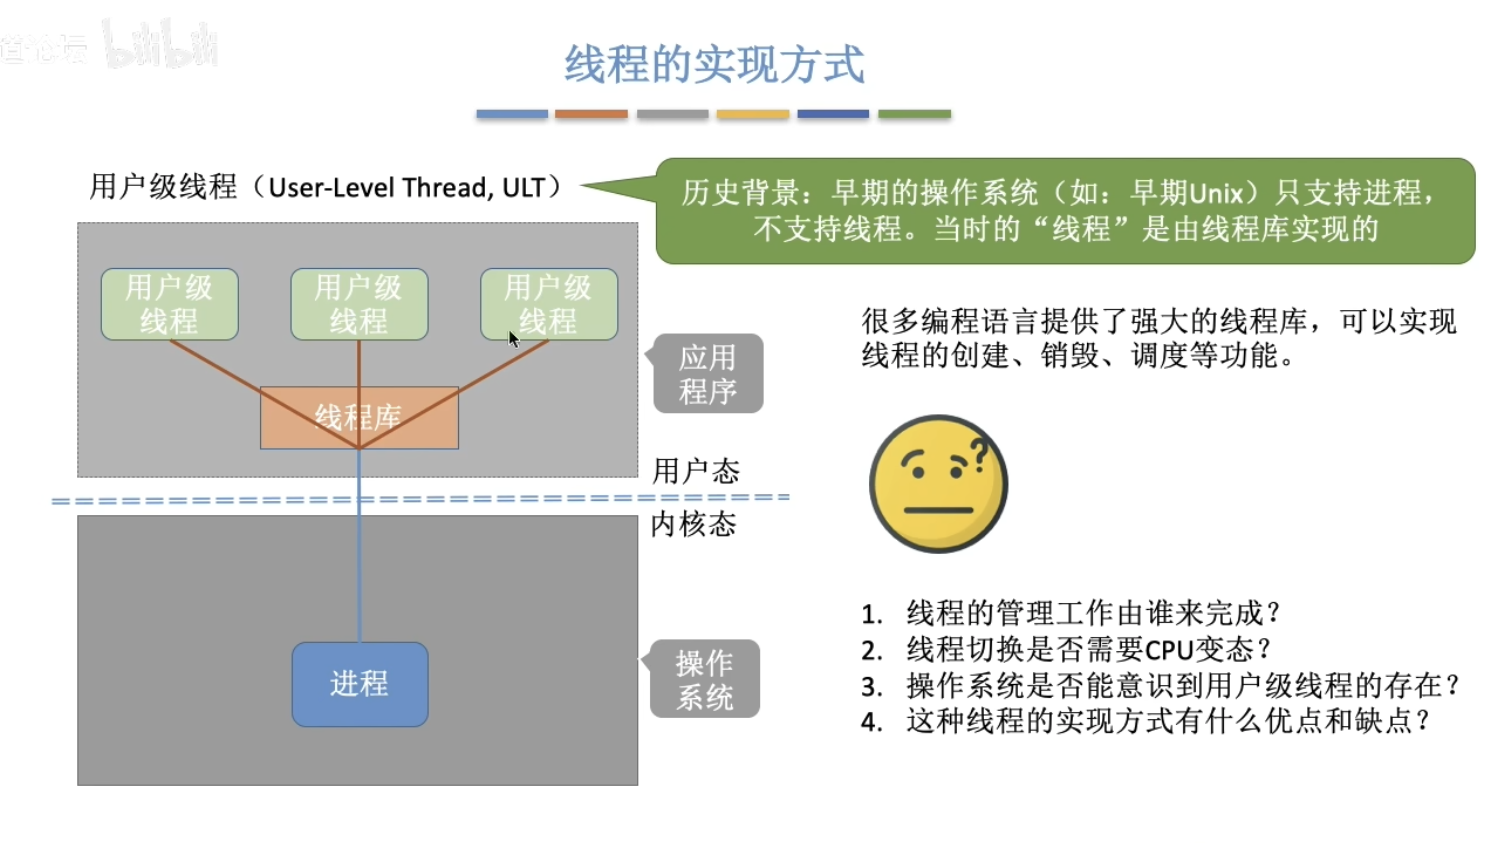 道论坛 bilibili
线程的实现方式
用户级线程（User-Level Thread, ULT）
历史背景：早期的操作系统（如：早期Unix）只支持进程，
不支持线程。当时的“线程”是由线程库实现的
用户级
线程
用户级
线程
用户级
线程
线程库
应用
程序
用户态
内核态
进程
操作
系统
很多编程语言提供了强大的线程库，可以实现
线程的创建、销毁、调度等功能。
?
1. 线程的管理工作由谁来完成？
2. 线程切换是否需要CPU变态？
3. 操作系统是否能意识到用户级线程的存在？
4. 这种线程的实现方式有什么优点和缺点？